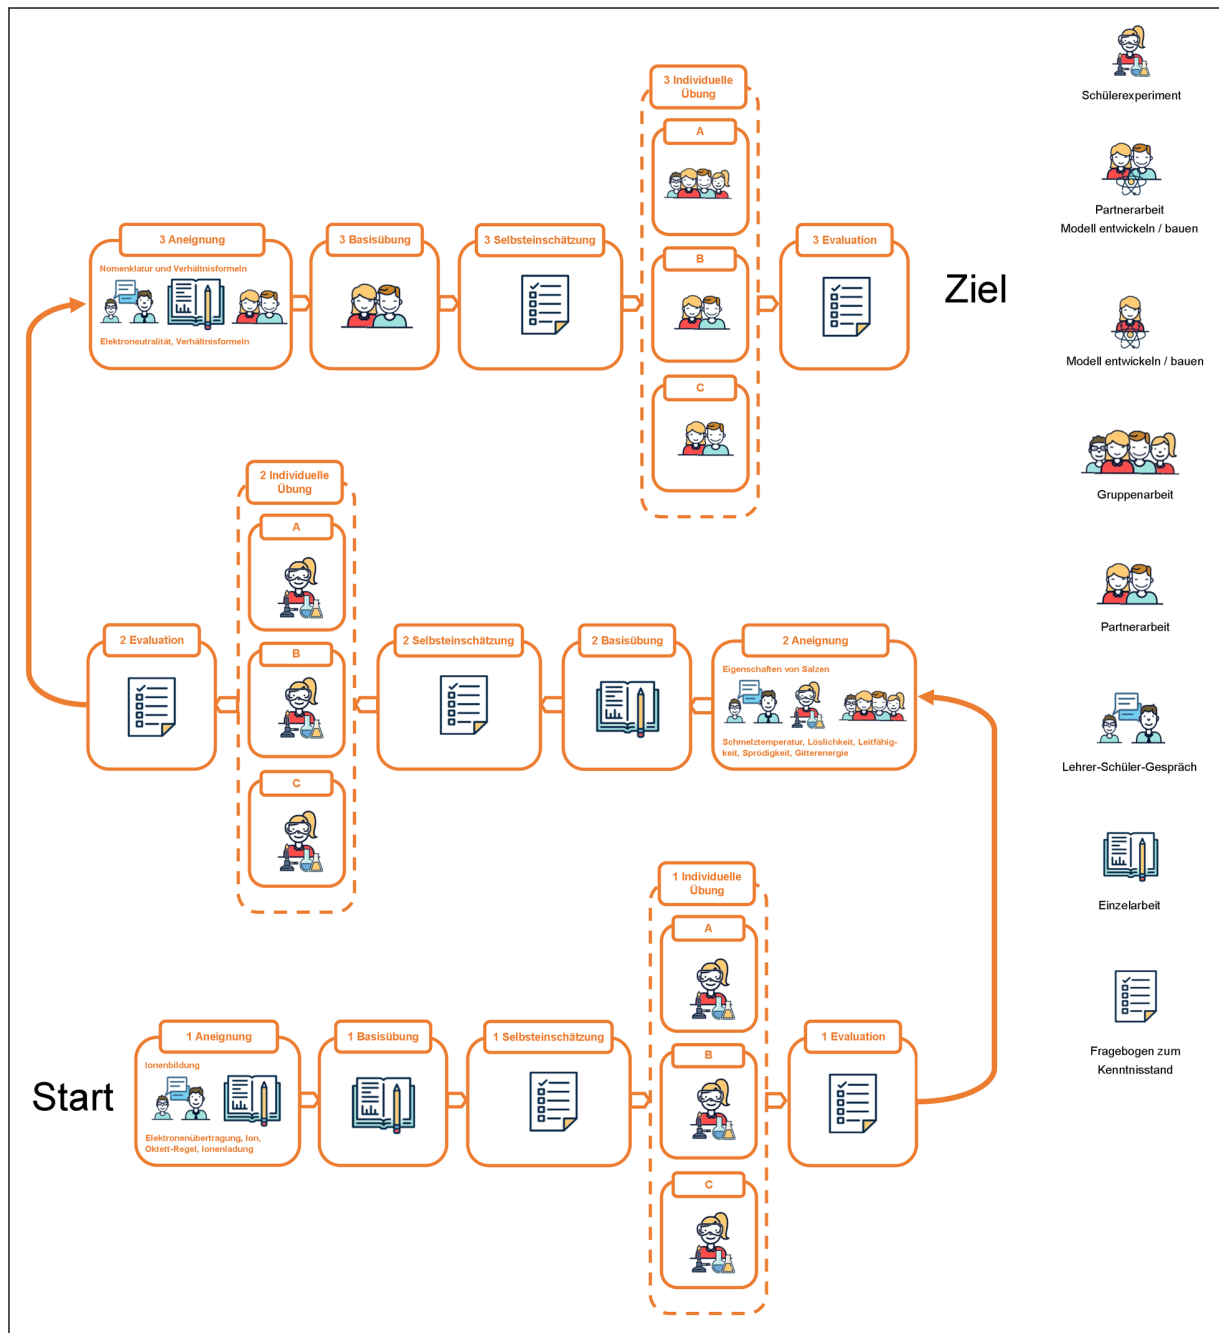 3 Individuelle
Übung
A
B
C
3 Aneignung
Nomenklatur und Verhältnisformeln
Elektroneutralität, Verhältnisformeln
3 Basisübung
3 Selbsteinschätzung
3 Evaluation
Ziel
2 Individuelle
Übung
A
B
C
2 Evaluation
2 Selbsteinschätzung
2 Basisübung
2 Aneignung
Eigenschaften von Salzen
Schmelztemperatur, Löslichkeit, Leitfähig-
keit, Sprödigkeit, Gitterenergie
1 Individuelle
Übung
A
B
C
Start
1 Aneignung
Ionenbildung
Elektronenübertragung, Ion,
Oktett-Regel, Ionenladung
1 Basisübung
1 Selbsteinschätzung
1 Evaluation
Schülerexperiment
Partnerarbeit
Modell entwickeln / bauen
Modell entwickeln / bauen
Gruppenarbeit
Partnerarbeit
Lehrer-Schüler-Gespräch
Einzelarbeit
Fragebogen zum
Kenntnisstand